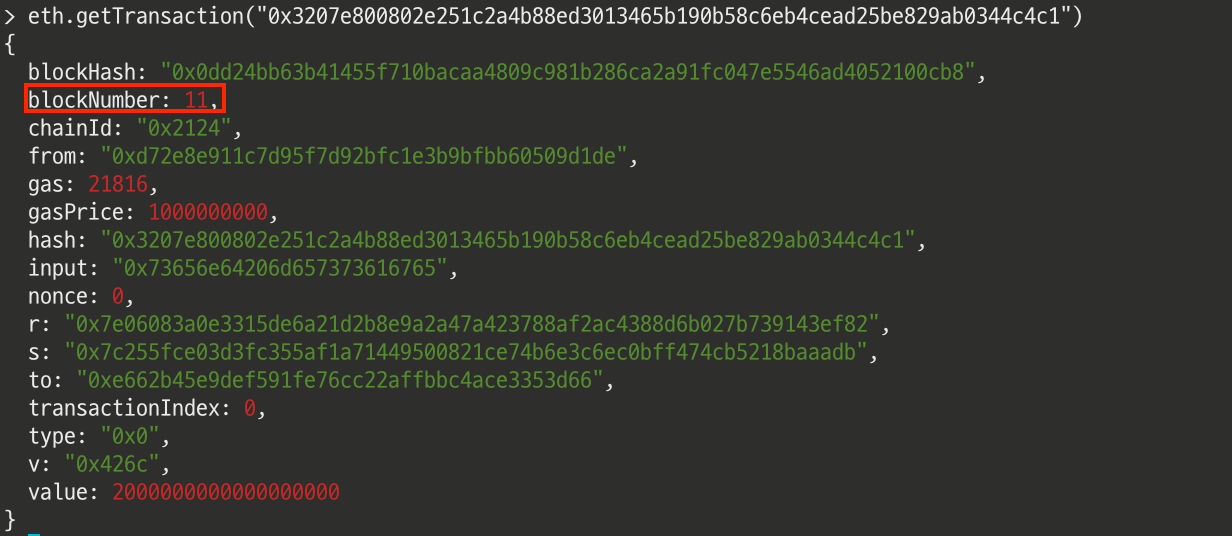 > eth.getTransaction("0x3207e800802e251c2a4b88ed3013465b190b58c6eb4cead25be829ab0344c4c1")
{
blockHash: "0x0dd24bb63b41455f710bacaa4809c981b286ca2a91fc047e5546ad4052100cb8",
blockNumber: 11,
chainId: "0x2124",
from: "0xd72e8e911c7d95f7d92bfc1e3b9bfbb60509d1de",
gas: 21816,
gasPrice: 1000000000,
hash: "0x3207e800802e251c2a4b88ed3013465b190b58c6eb4cead25be829ab0344c4c1",
input: "0x73656e64206d657373616765",
nonce: 0,
r: "0x7e06083a0e3315de6a21d2b8e9a2a47a423788af2ac4388d6b027b739143ef82",
s: "0x7c255fce03d3fc355af1a71449500821ce74b6e3c6ec0bff474cb5218baaadb",
to: "0xe662b45e9def591fe76cc22affbbc4ace3353d66",
transactionIndex: 0,
type: "0x0",
v: "0x426c",
value: 2000000000000000000
}